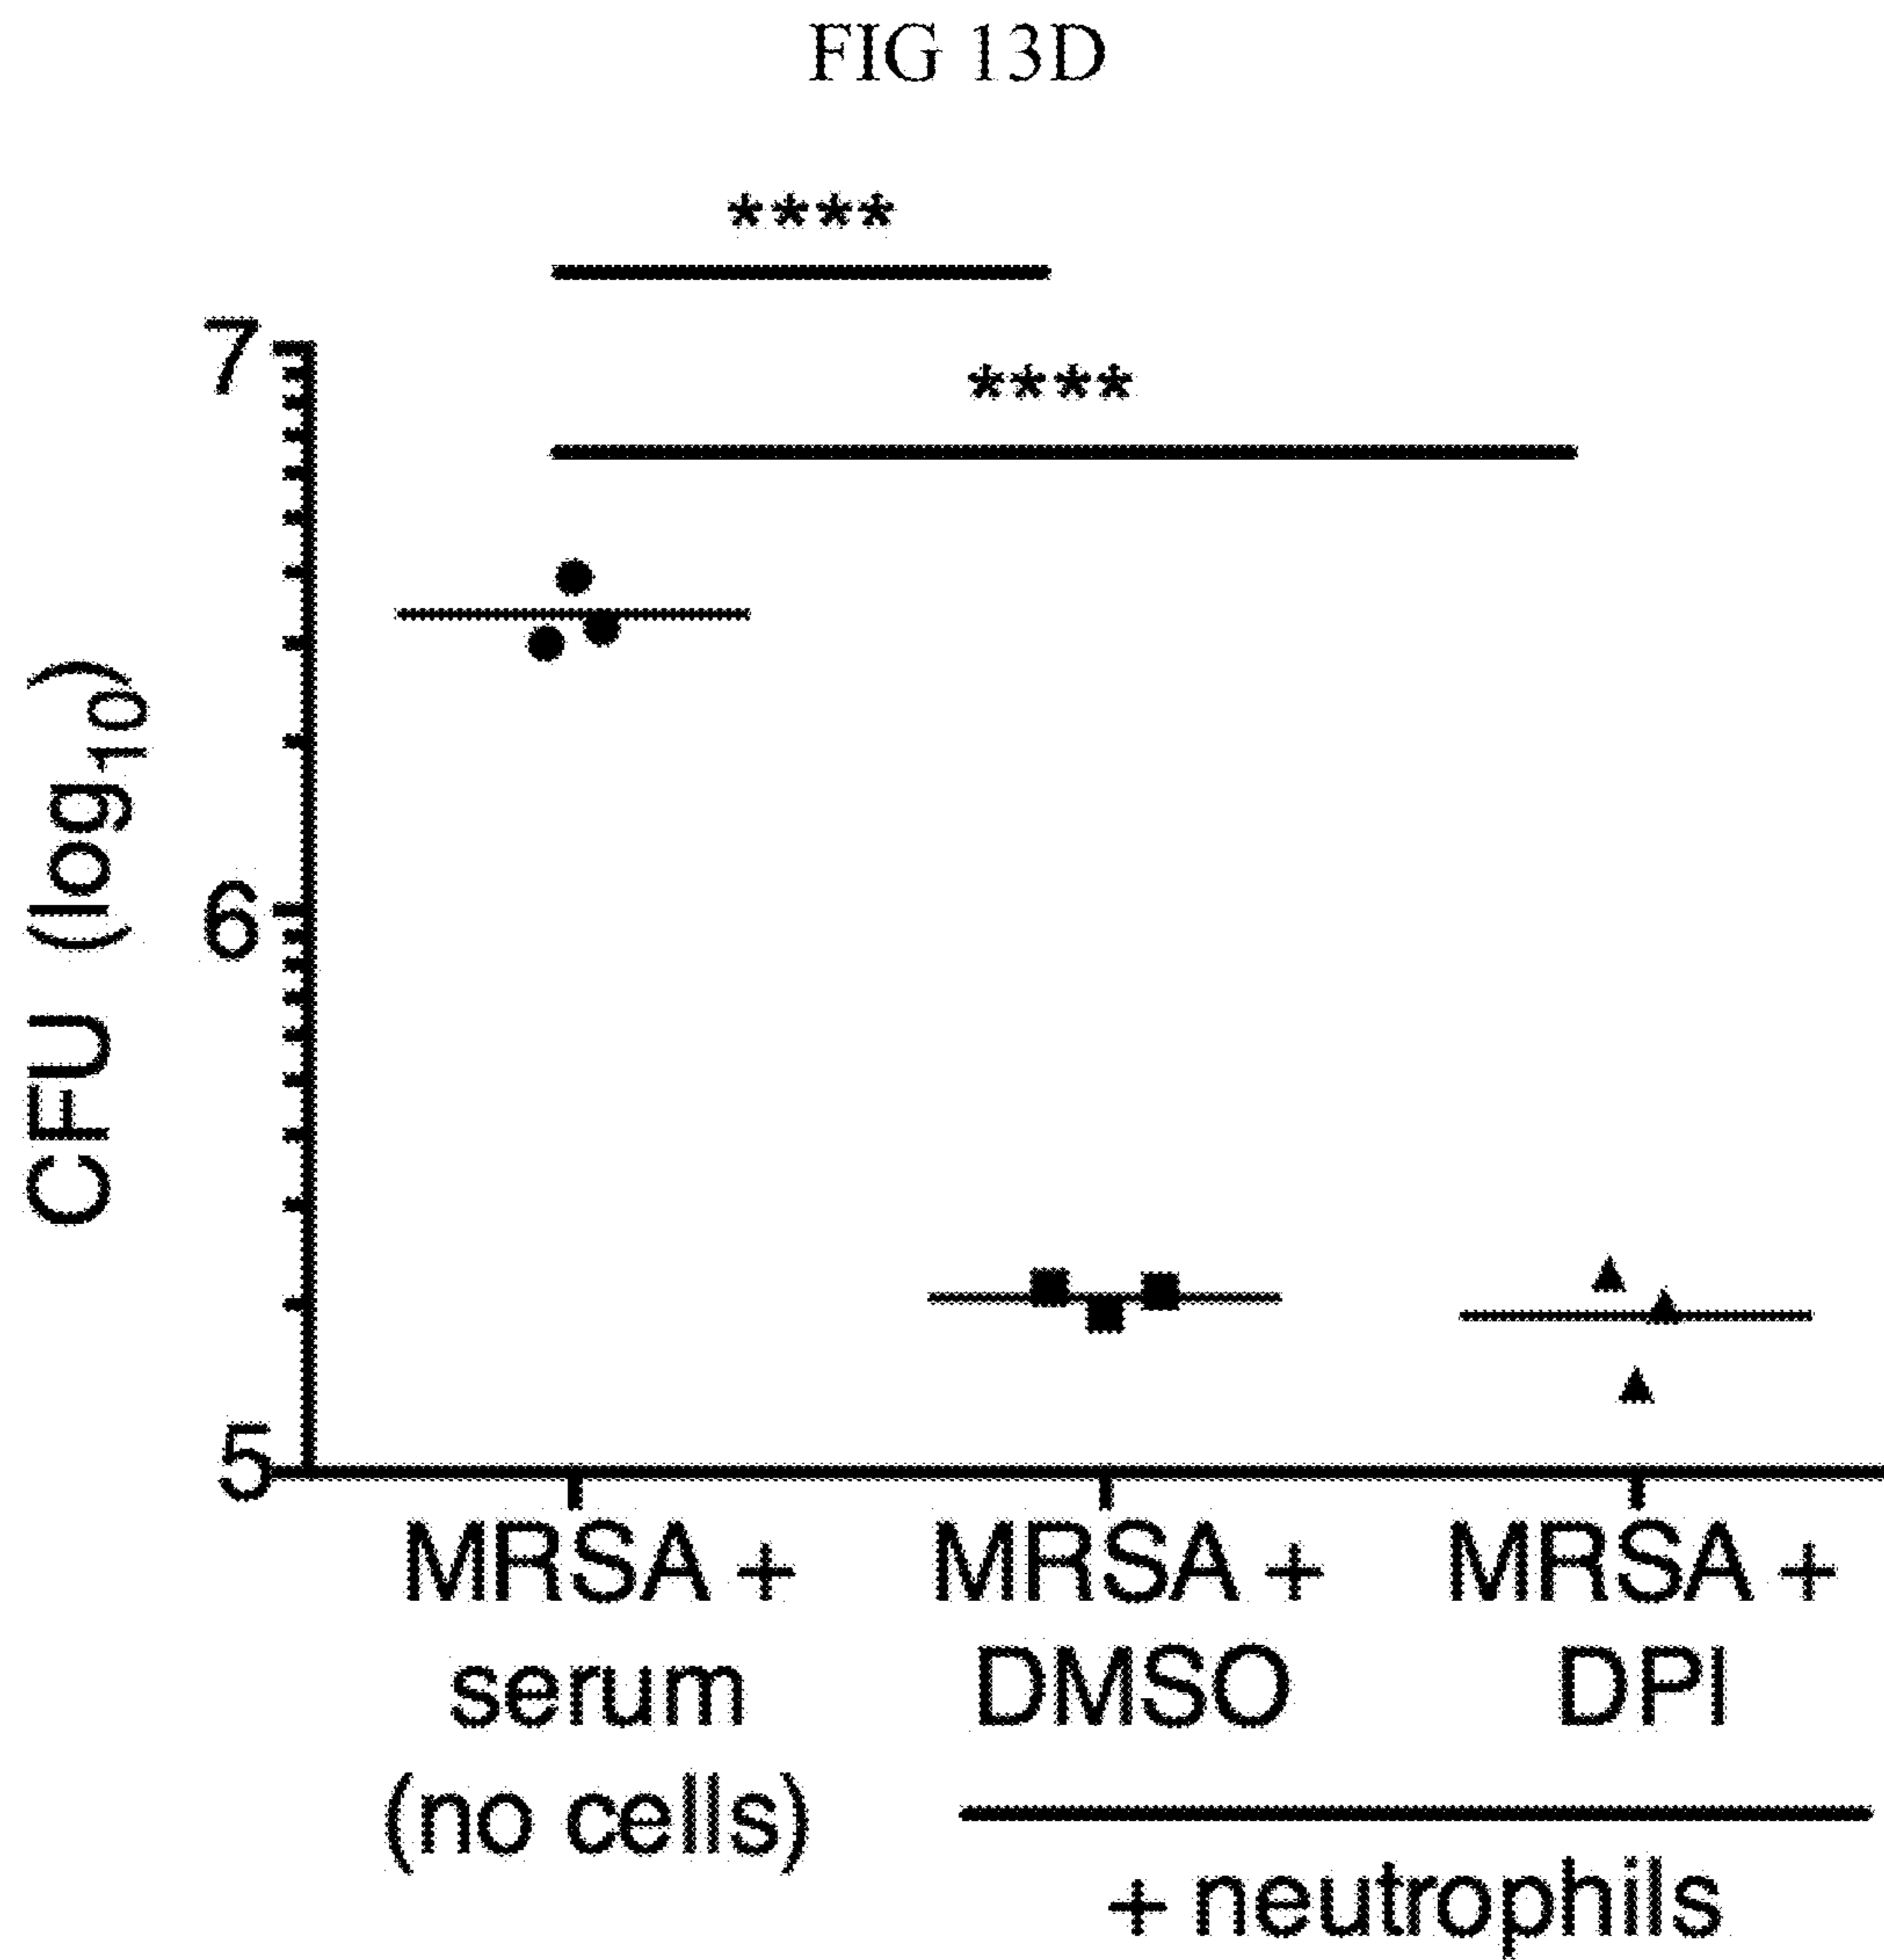 FIG 13D
****
****
7
6
5
CFU (log10)
MRSA +
serum
(no cells)
MRSA +
DMSO
MRSA +
DPI
+ neutrophils